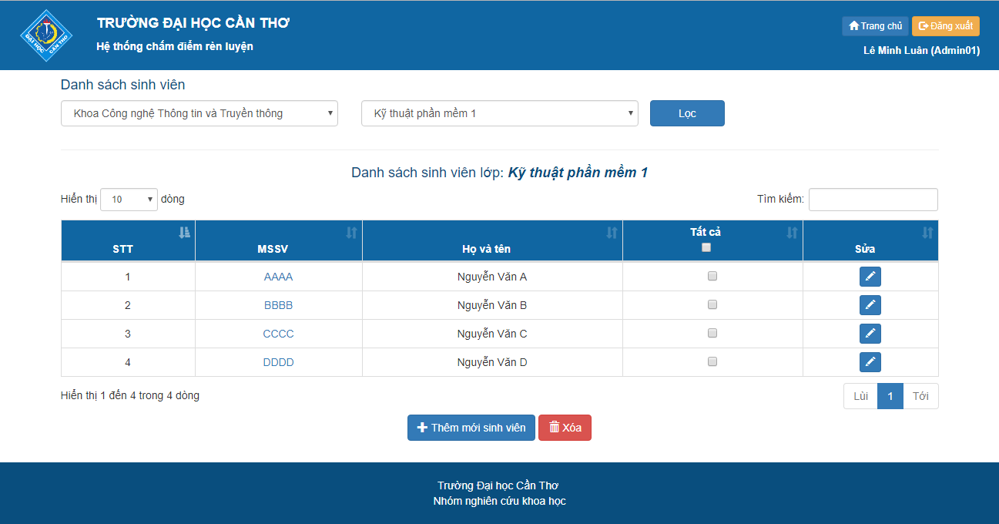 ĐẠI HỌC CẦN THƠ
TRƯỜNG ĐẠI HỌC CẦN THƠ
Hệ thống chấm điểm rèn luyện
Trang chủ Đăng xuất
Lê Minh Luân (Admin01)
Danh sách sinh viên
Khoa Công nghệ Thông tin và Truyền thông Kỹ thuật phần mềm 1 Lọc
Danh sách sinh viên lớp: Kỹ thuật phần mềm 1
Hiển thị 10 dòng Tìm kiếm:
STT MSSV Họ và tên Tất cả Sửa
1 AAAA Nguyễn Văn A
2 BBBB Nguyễn Văn B
3 CCCC Nguyễn Văn C
4 DDDD Nguyễn Văn D
Hiển thị 1 đến 4 trong 4 dòng Lùi 1 Tới
Thêm mới sinh viên Xóa
Trường Đại học Cần Thơ
Nhóm nghiên cứu khoa học